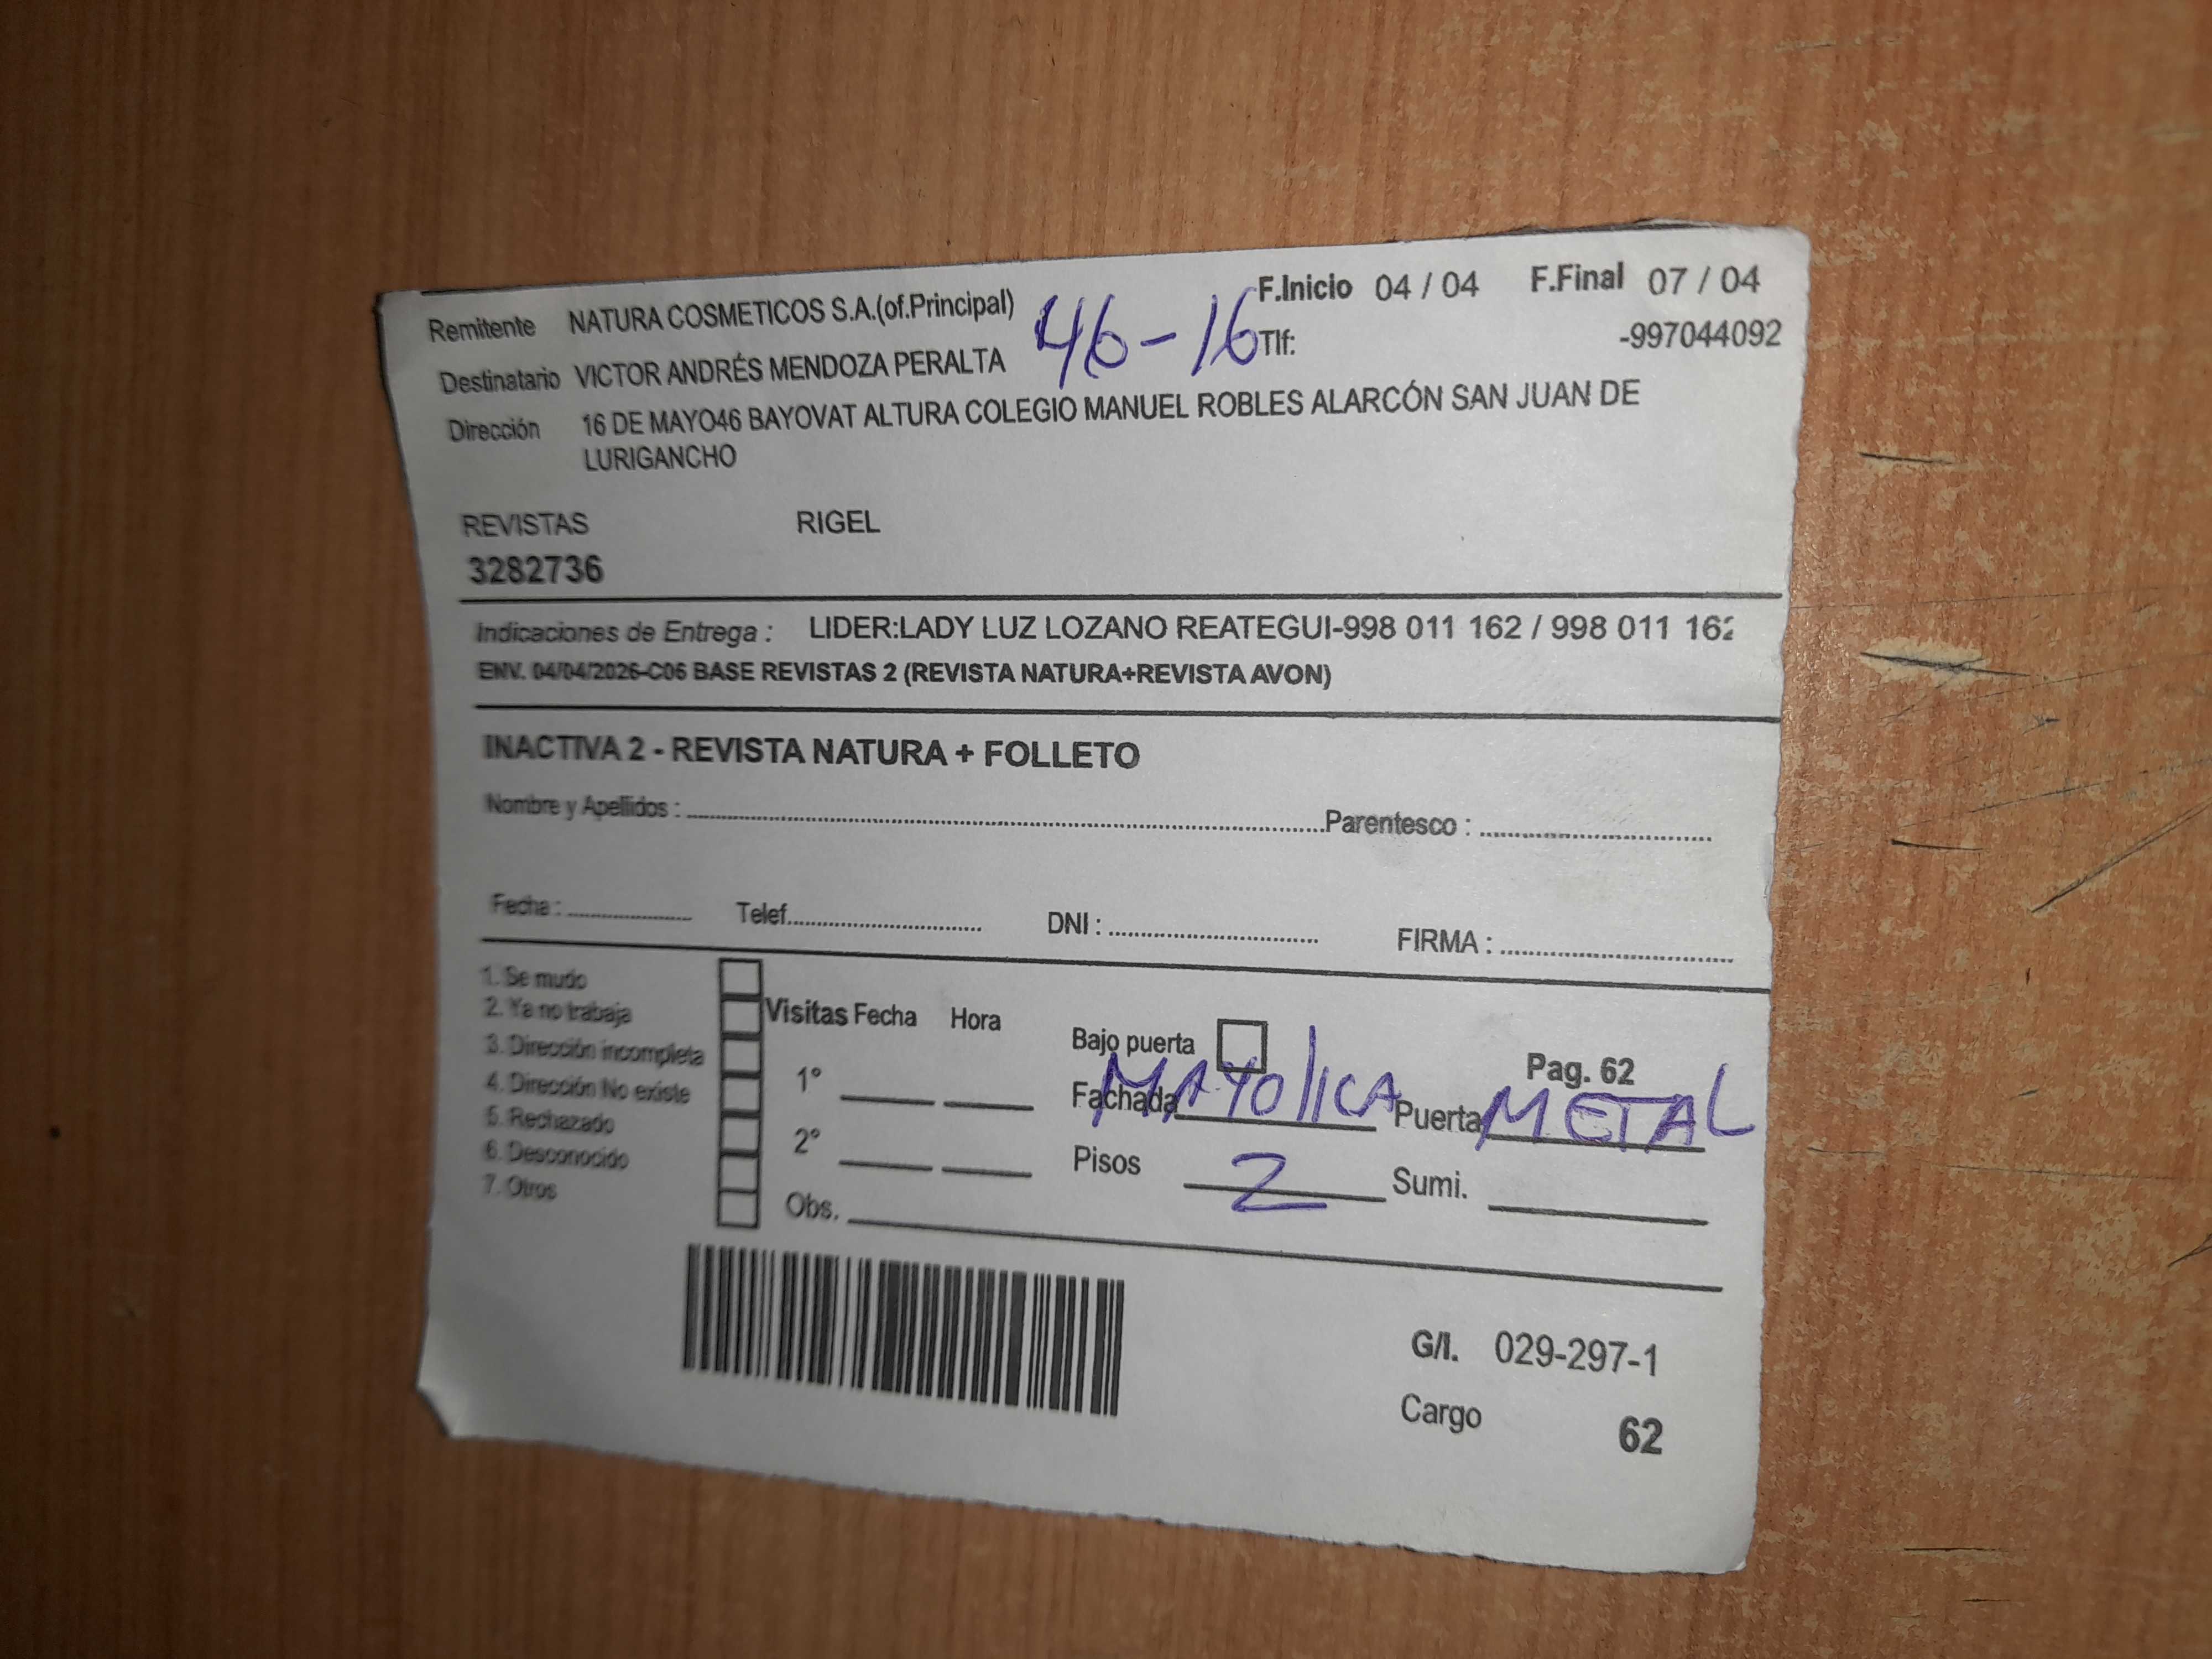 Remitente NATURA COSMETICOS S.A.(of.Principal) F.Inicio 04 / 04 F.Final 07 / 04
46-16 Tlf: -997044092
Destinatario VICTOR ANDRÉS MENDOZA PERALTA
Dirección 16 DE MAYO46 BAYOVAT ALTURA COLEGIO MANUEL ROBLES ALARCÓN SAN JUAN DE
LURIGANCHO
REVISTAS RIGEL
3282736
Indicaciones de Entrega : LIDER:LADY LUZ LOZANO REATEGUI-998 011 162 / 998 011 162
ENV. 04/04/2026-C06 BASE REVISTAS 2 (REVISTA NATURA+REVISTA AVON)
INACTIVA 2 - REVISTA NATURA + FOLLETO
Nombre y Apellidos : Parentesco :
Fecha : Telef. DNI : FIRMA :
1. Se mudo
2. Ya no trabaja
3. Dirección incompleta
4. Dirección No existe
5. Rechazado
6. Desconocido
7. Otros
Visitas Fecha Hora
1°
2°
Obs.
Bajo puerta Pag. 62
Fachada MAYOlICA Puerta METAL
Pisos 2 Sumi.
G/I. 029-297-1
Cargo 62